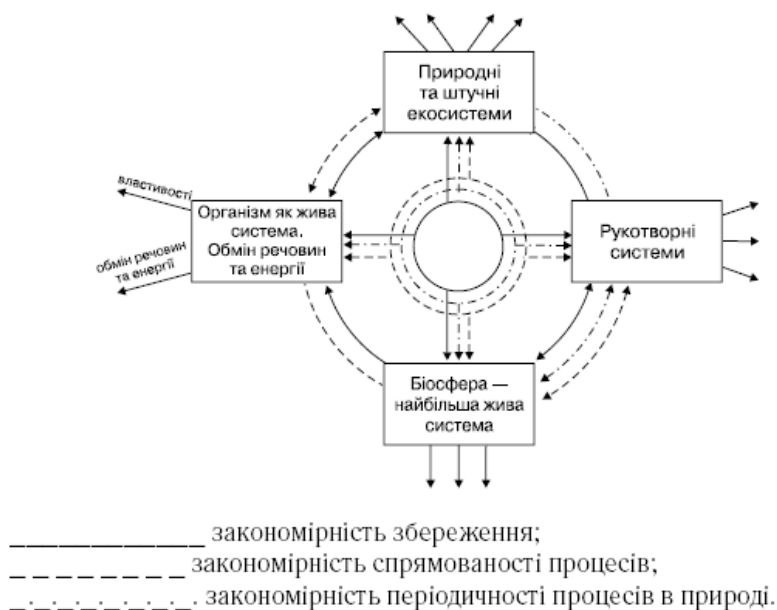 Природні
та штучні
екосистеми
властивості
обмін речовин
та енергії
Організм як жива
система.
Обмін речовин
та енергії
Рукотворні
системи
Біосфера —
найбільша жива
система
закономірність збереження;
закономірність спрямованості процесів;
закономірність періодичності процесів в природі.